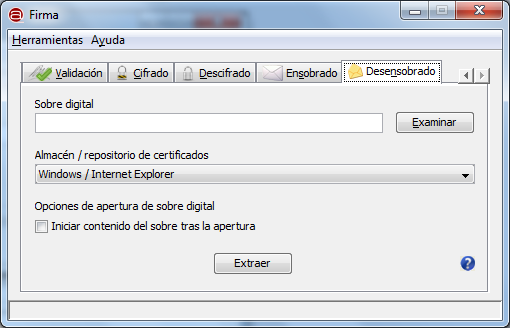 Firma
Herramientas Ayuda
Validación Cifrado Descifrado Ensobrado Desensobrado
Sobre digital
Examinar
Almacén / repositorio de certificados
Windows / Internet Explorer
Opciones de apertura de sobre digital
Iniciar contenido del sobre tras la apertura
Extraer